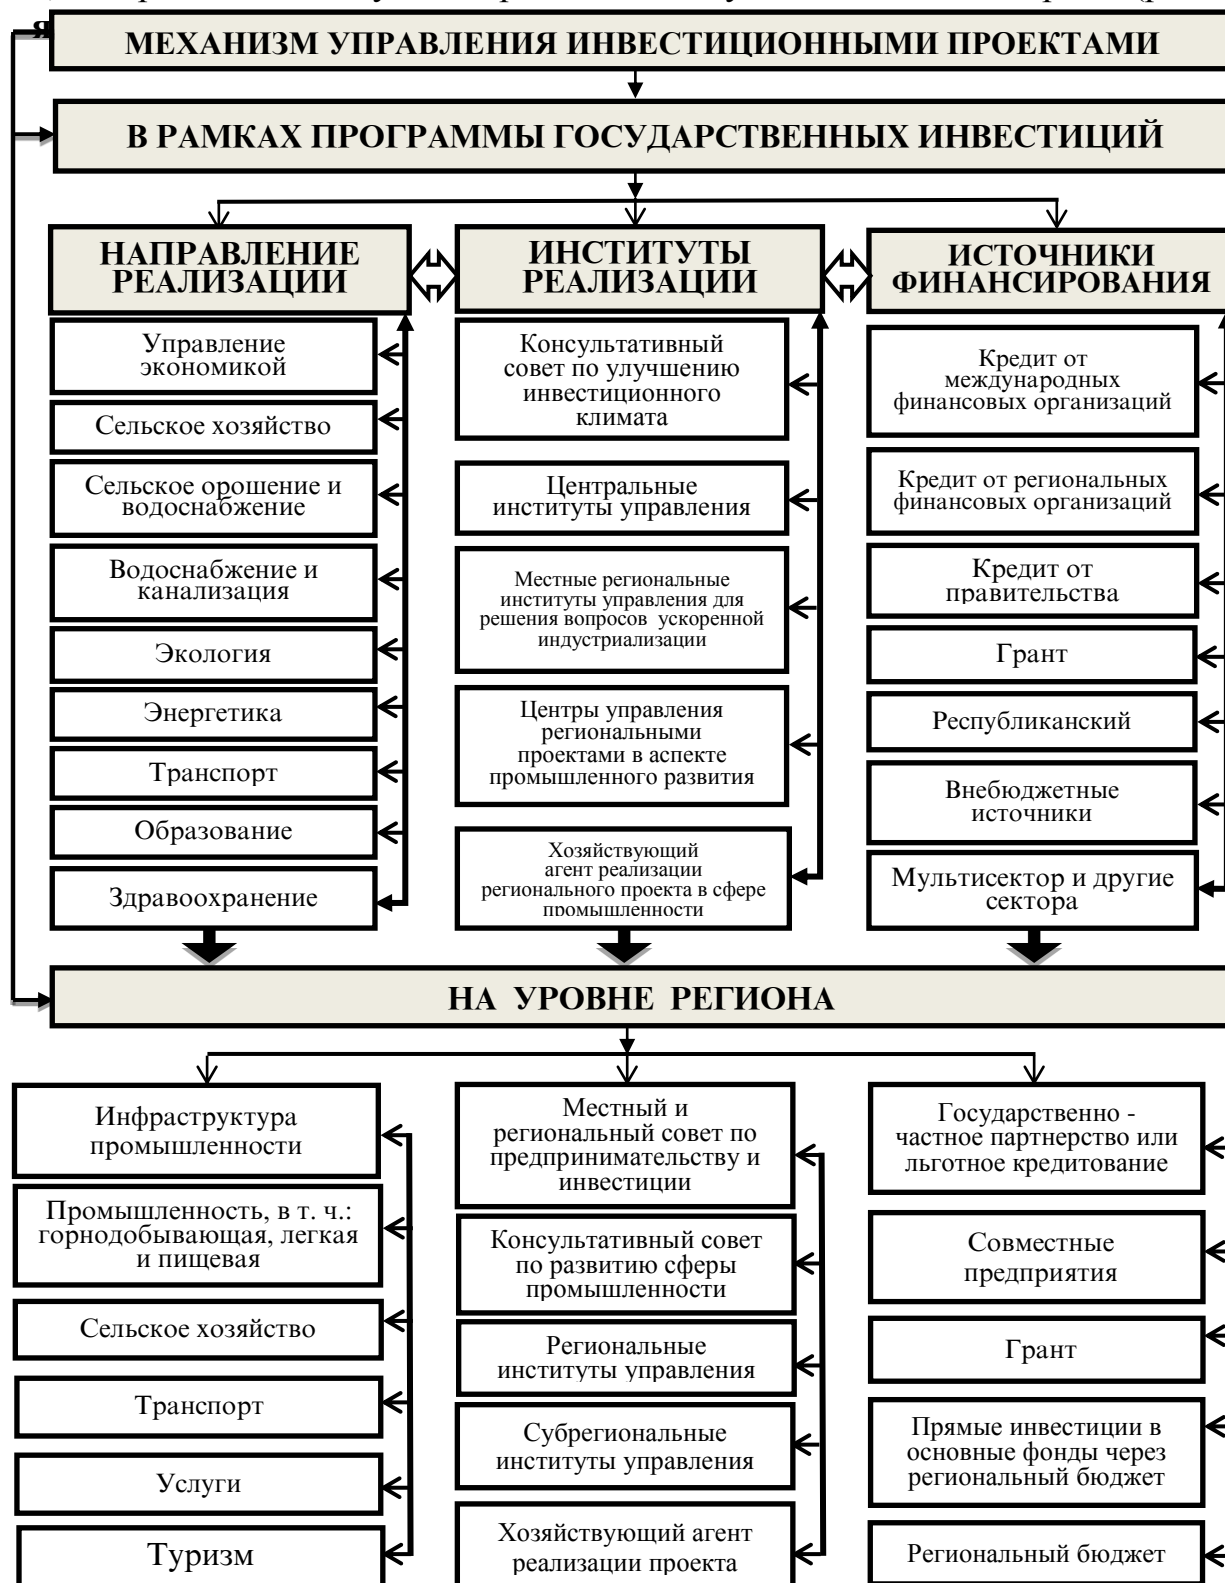 я
МЕХАНИЗМ УПРАВЛЕНИЯ ИНВЕСТИЦИОННЫМИ ПРОЕКТАМИ
В РАМКАХ ПРОГРАММЫ ГОСУДАРСТВЕННЫХ ИНВЕСТИЦИЙ
НАПРАВЛЕНИЕ
РЕАЛИЗАЦИИ
Управление
экономикой
Сельское хозяйство
Сельское орошение и
водоснабжение
Водоснабжение и
канализация
Экология
Энергетика
Транспорт
Образование
Здравоохранение
ИНСТИТУТЫ
РЕАЛИЗАЦИИ
Консультативный
совет по улучшению
инвестиционного
климата
Центральные
институты управления
Местные региональные
институты управления для
решения вопросов ускоренной
индустриализации
Центры управления
региональными
проектами в аспекте
промышленного развития
Хозяйствующий
агент реализации
регионального проекта в сфере
промышленности
ИСТОЧНИКИ
ФИНАНСИРОВАНИЯ
Кредит от
международных
финансовых организаций
Кредит от региональных
финансовых организаций
Кредит от
правительства
Грант
Республиканский
Внебюджетные
источники
Мультисектор и другие
сектора
НА УРОВНЕ РЕГИОНА
Инфраструктура
промышленности
Промышленность, в т. ч.:
горнодобывающая, легкая
и пищевая
Сельское хозяйство
Транспорт
Услуги
Туризм
Местный и
региональный совет по
предпринимательству и
инвестиции
Консультативный совет
по развитию сферы
промышленности
Региональные
институты управления
Субрегиональные
институты управления
Хозяйствующий агент
реализации проекта
Государственно -
частное партнерство или
льготное кредитование
Совместные
предприятия
Грант
Прямые инвестиции в
основные фонды через
региональный бюджет
Региональный бюджет